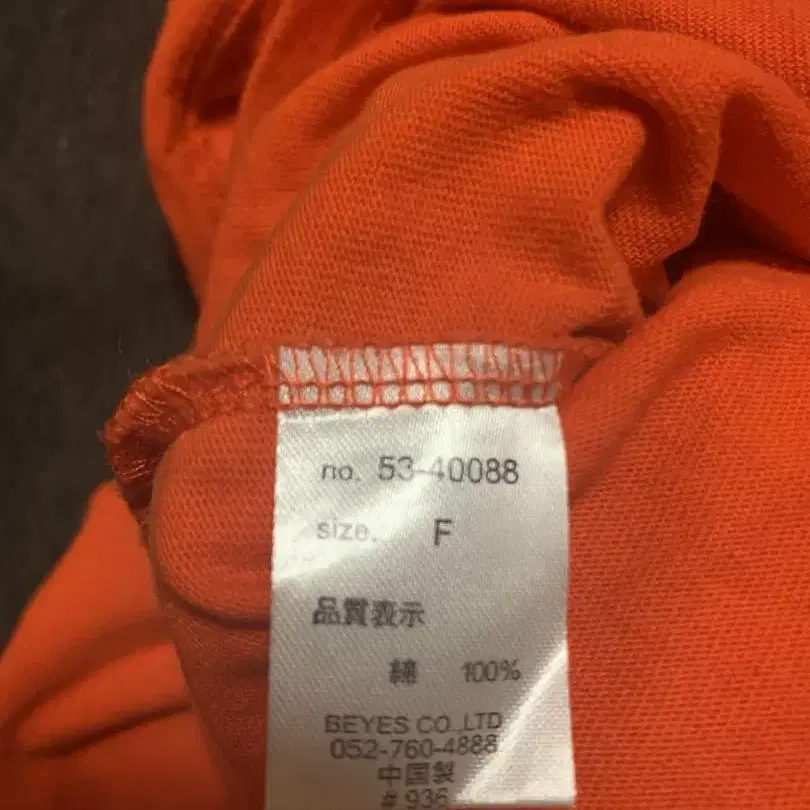 no. 53-40088
size. F
品質表示
綿 100%
BEYES CO.,LTD
052-760-4888
中国製
# 936